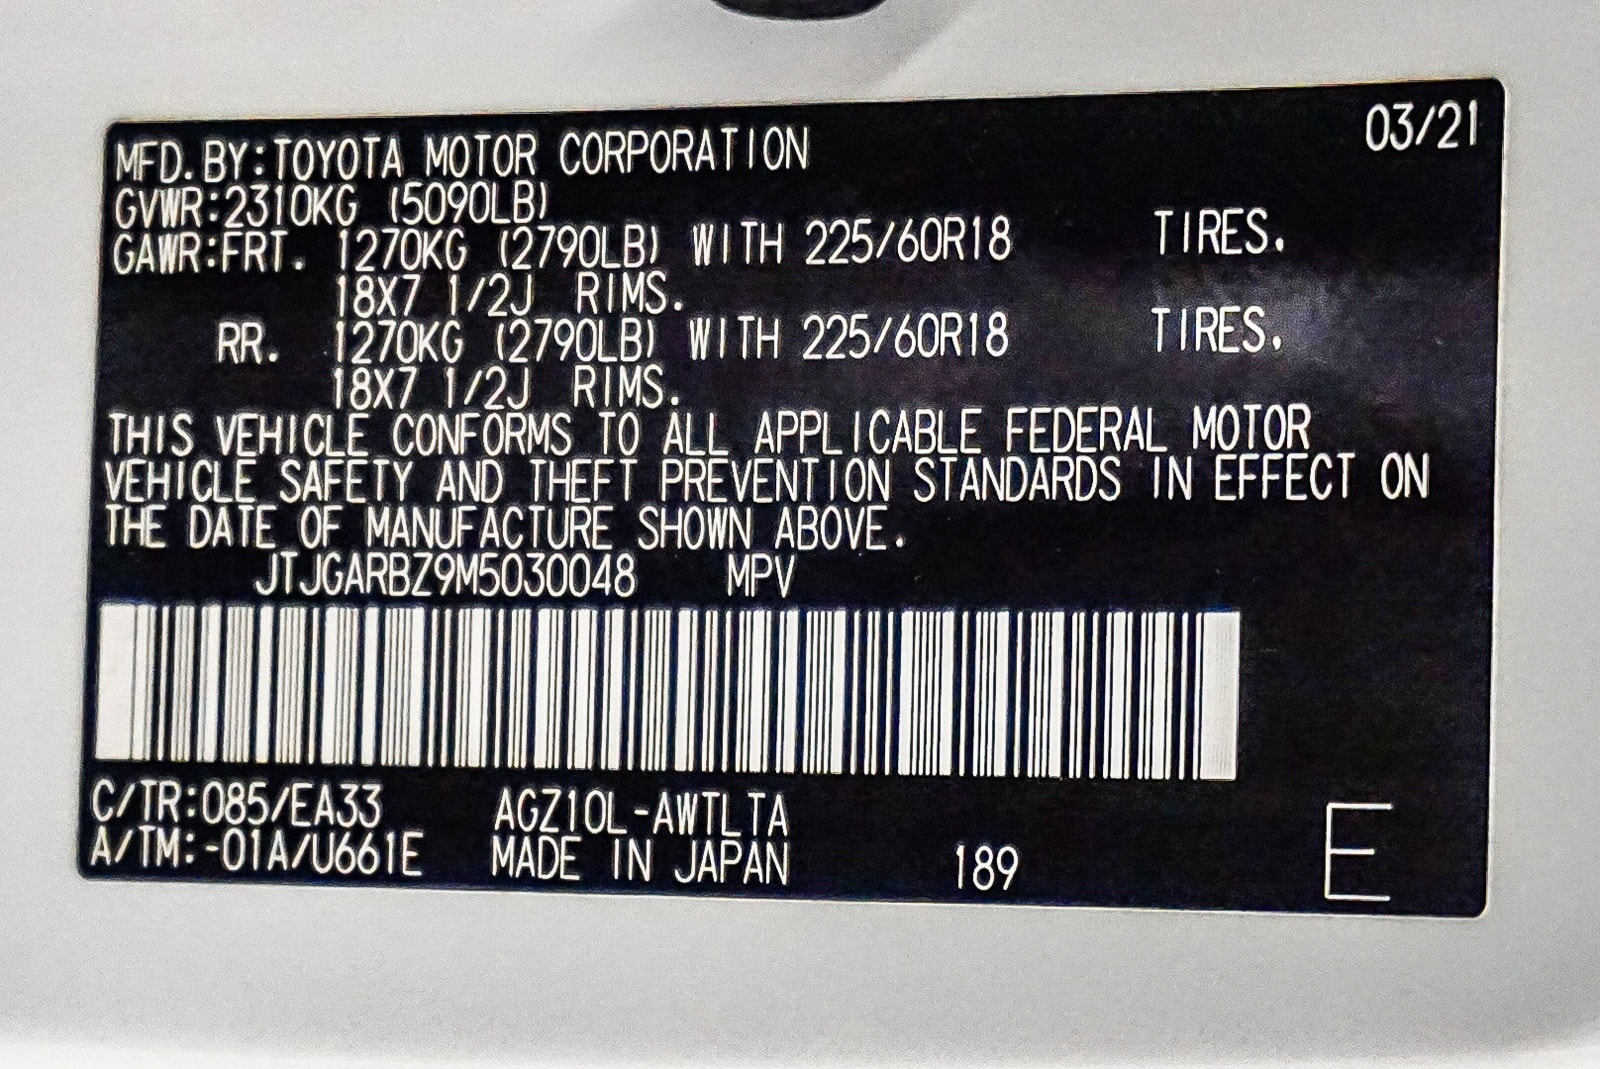 03/21
MFD.BY:TOYOTA MOTOR CORPORATION
GVWR:2310KG (5090LB)
GAWR:FRT. 1270KG (2790LB) WITH 225/60R18 TIRES.
18X7 1/2J RIMS.
RR. 1270KG (2790LB) WITH 225/60R18 TIRES.
18X7 1/2J RIMS.
THIS VEHICLE CONFORMS TO ALL APPLICABLE FEDERAL MOTOR
VEHICLE SAFETY AND THEFT PREVENTION STANDARDS IN EFFECT ON
THE DATE OF MANUFACTURE SHOWN ABOVE.
JTJGARBZ9M5030048 MPV
C/TR:085/EA33 AGZ10L-AWTLTA
A/TM:-01A/U661E MADE IN JAPAN 189 E